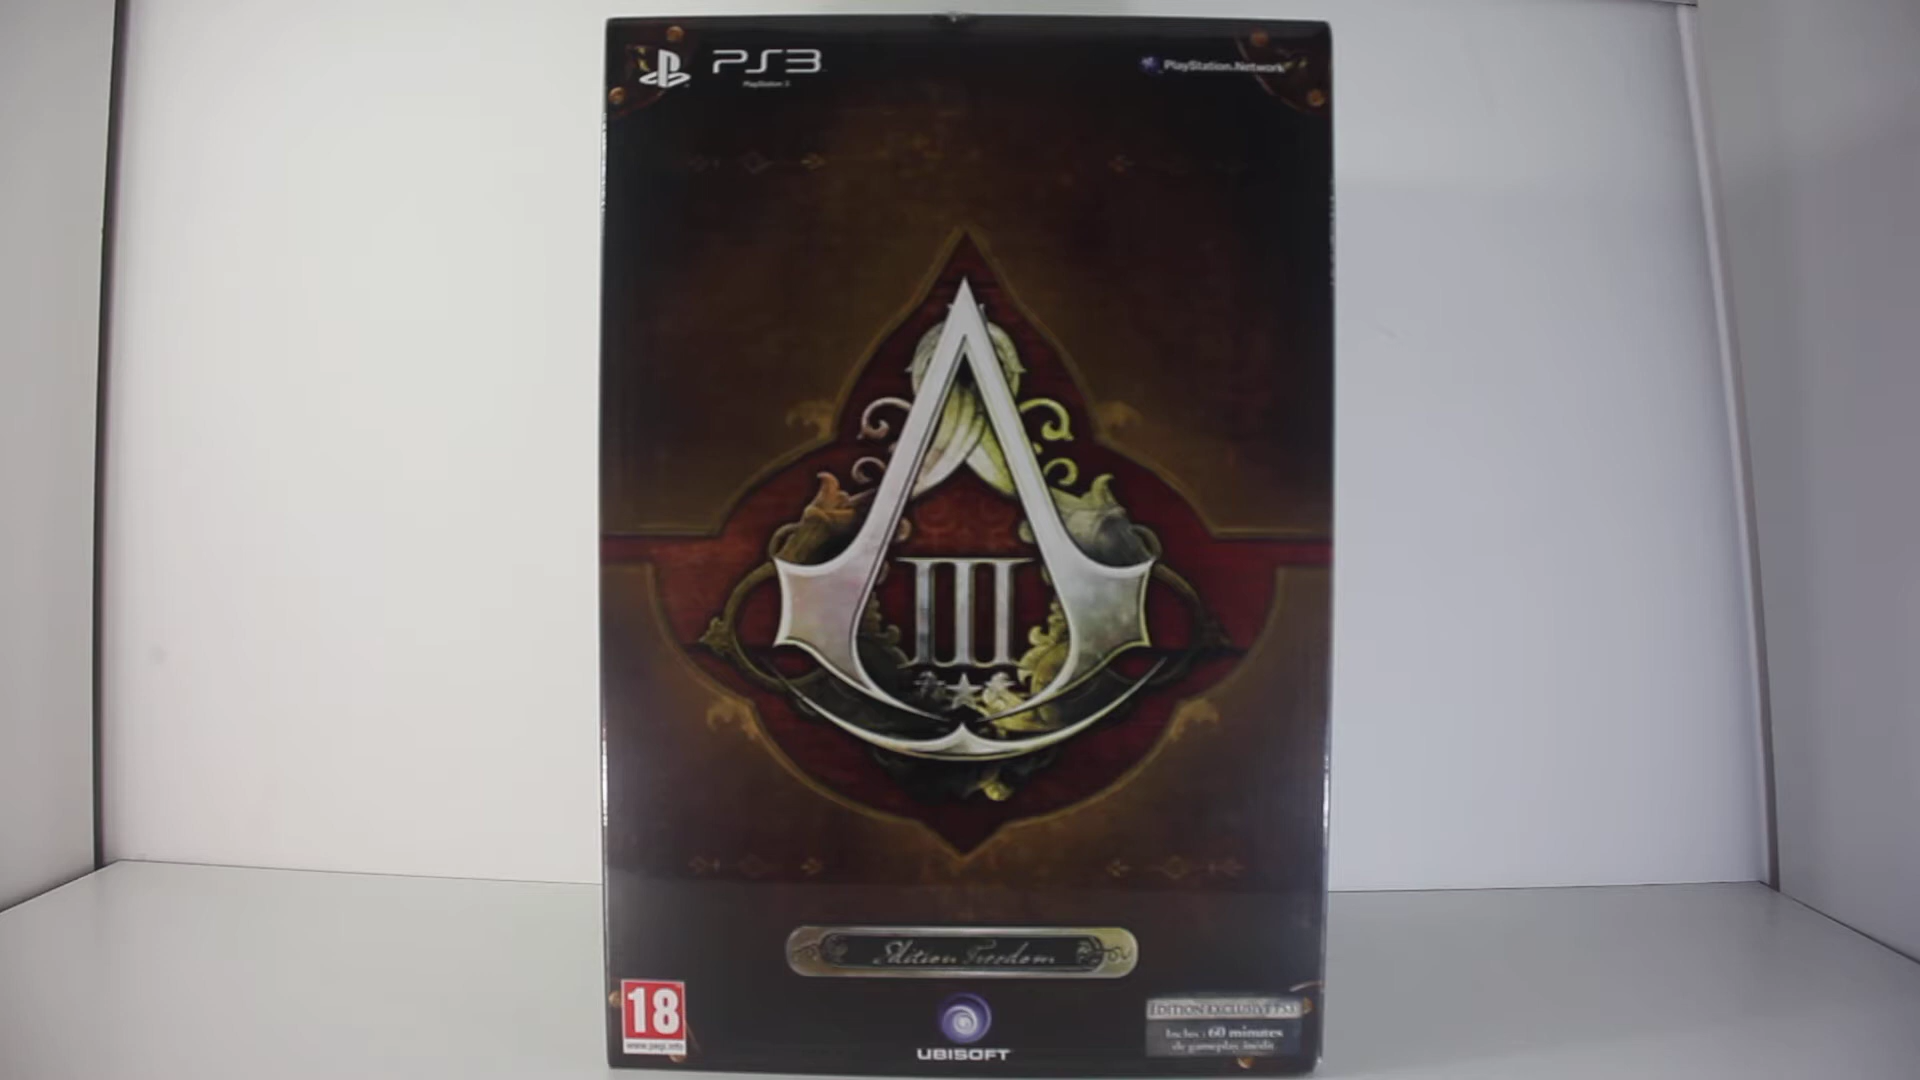 PS3
PlayStation 3
PlayStation Network
III
Edition Freedom
18
www.pegi.info
UBISOFT
EDITION EXCLUSIVE PS3
Inclus : 60 minutes
de gameplay inédit